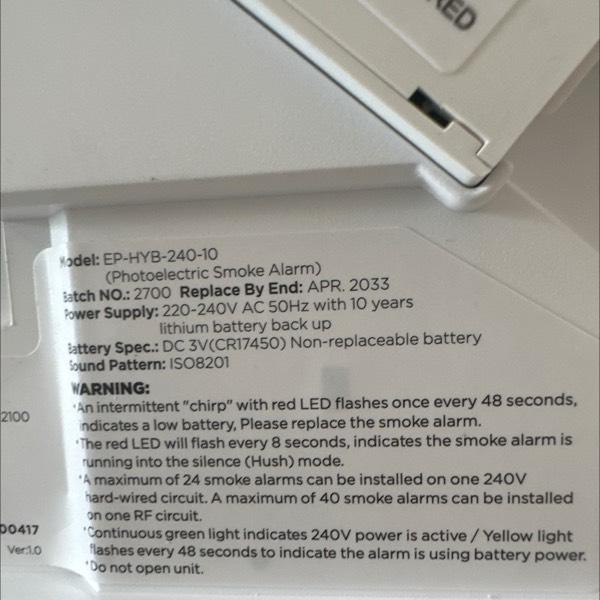 RED
Model: EP-HYB-240-10
(Photoelectric Smoke Alarm)
Batch NO.: 2700 Replace By End: APR. 2033
Power Supply: 220-240V AC 50Hz with 10 years
lithium battery back up
Battery Spec.: DC 3V(CR17450) Non-replaceable battery
Sound Pattern: ISO8201
WARNING:
*An intermittent "chirp" with red LED flashes once every 48 seconds,
indicates a low battery, Please replace the smoke alarm.
*The red LED will flash every 8 seconds, indicates the smoke alarm is
running into the silence (Hush) mode.
*A maximum of 24 smoke alarms can be installed on one 240V
hard-wired circuit. A maximum of 40 smoke alarms can be installed
on one RF circuit.
*Continuous green light indicates 240V power is active / Yellow light
flashes every 48 seconds to indicate the alarm is using battery power.
*Do not open unit.
2100
00417
Ver:1.0